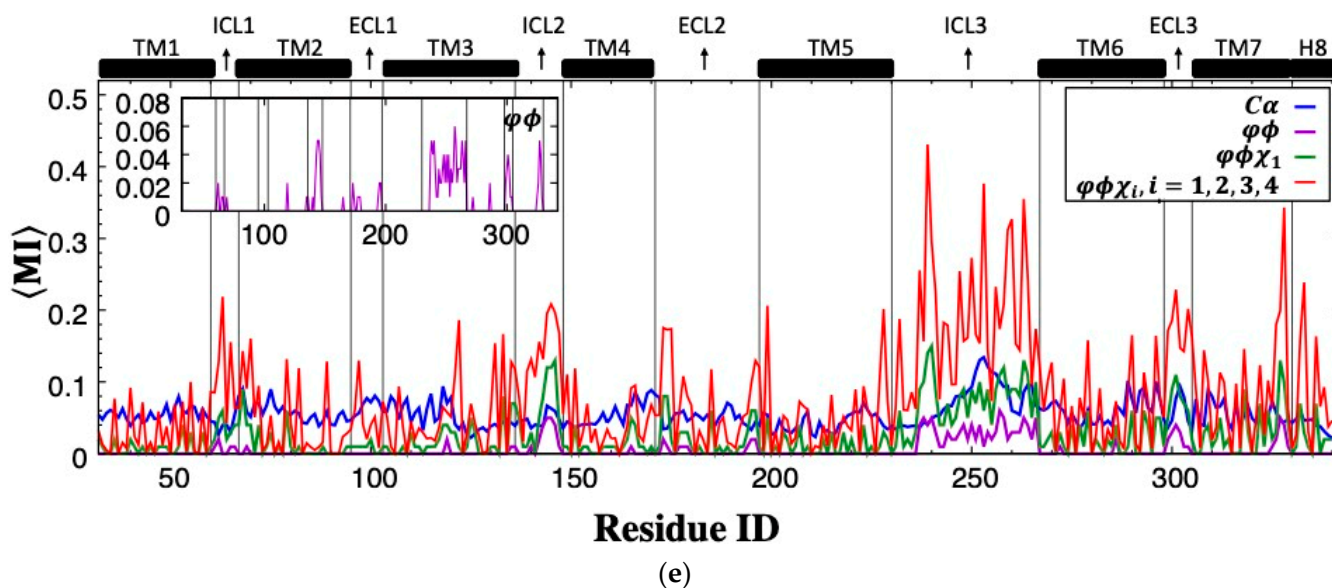 ICL1 ECL1 ICL2 ECL2 ICL3 ECL3
TM1 TM2 TM3 TM4 TM5 TM6 TM7 H8
0.5
0.4
0.3
0.2
0.1
0
⟨MI⟩
0.08
0.06
0.04
0.02
0
φϕ
100 200 300
Cα
φϕ
φϕχ₁
φϕχᵢ, i = 1, 2, 3, 4
50 100 150 200 250 300
Residue ID
(e)